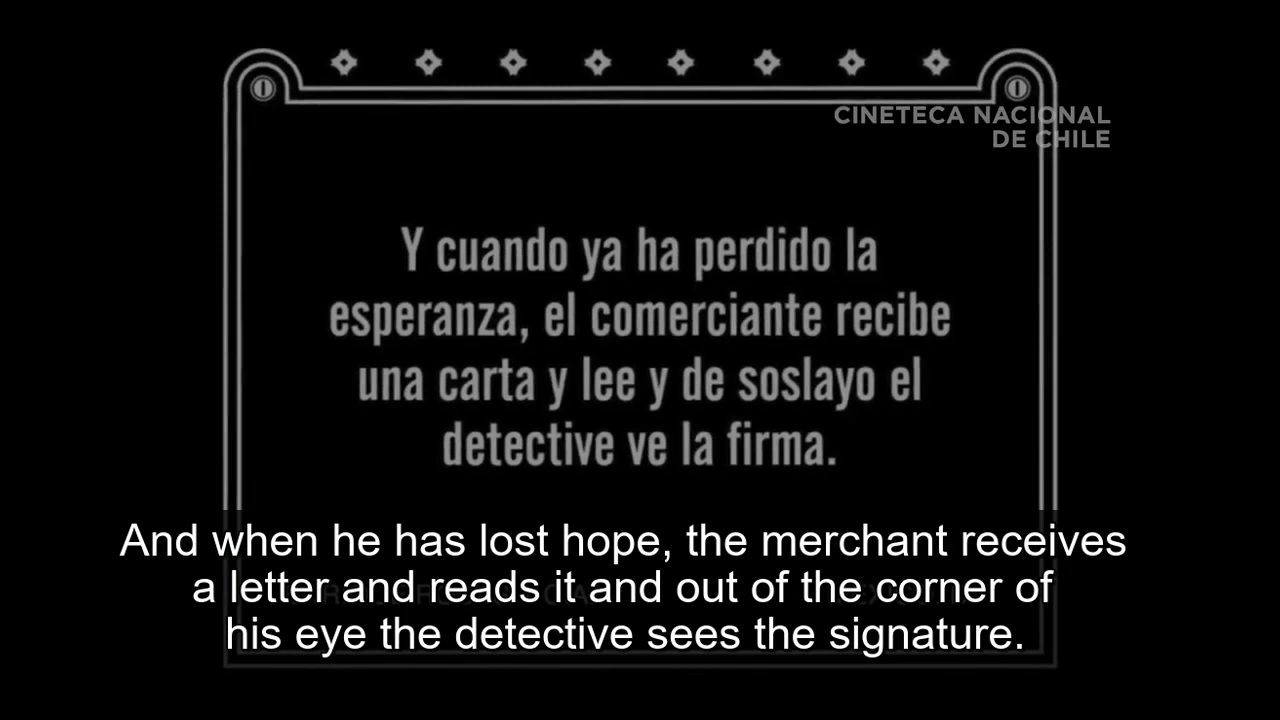 CINETECA NACIONAL
DE CHILE
Y cuando ya ha perdido la
esperanza, el comerciante recibe
una carta y lee y de soslayo el
detective ve la firma.
And when he has lost hope, the merchant receives
a letter and reads it and out of the corner of
his eye the detective sees the signature.